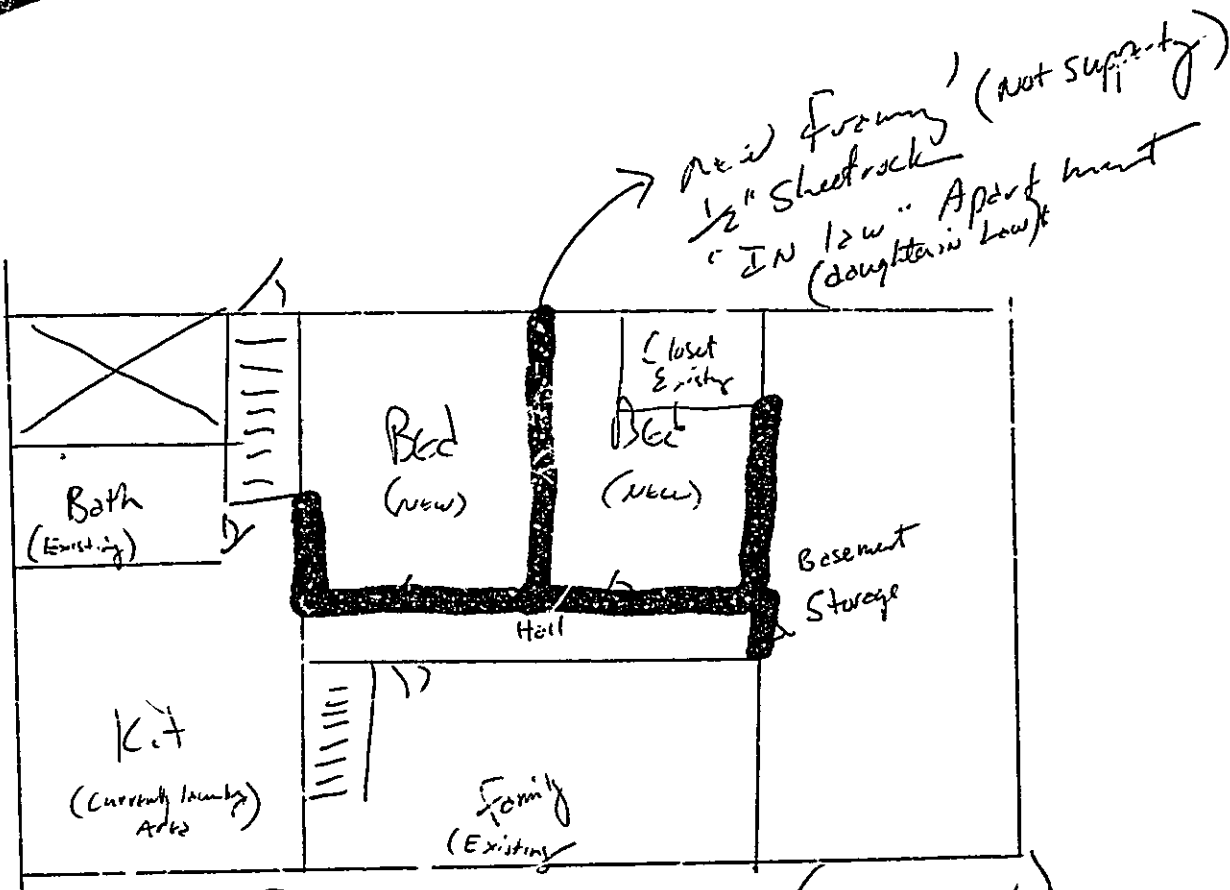 New Framing (Not Supporting)
1/2" Sheetrock
"IN law" Apartment
(daughter in Law)
Closet
Existing
Bed
(NEW)
Bed
(NEW)
Bath
(Existing)
Basement
Storage
Hall
Kit
(Currently laundry
Area)
Family
(Existing